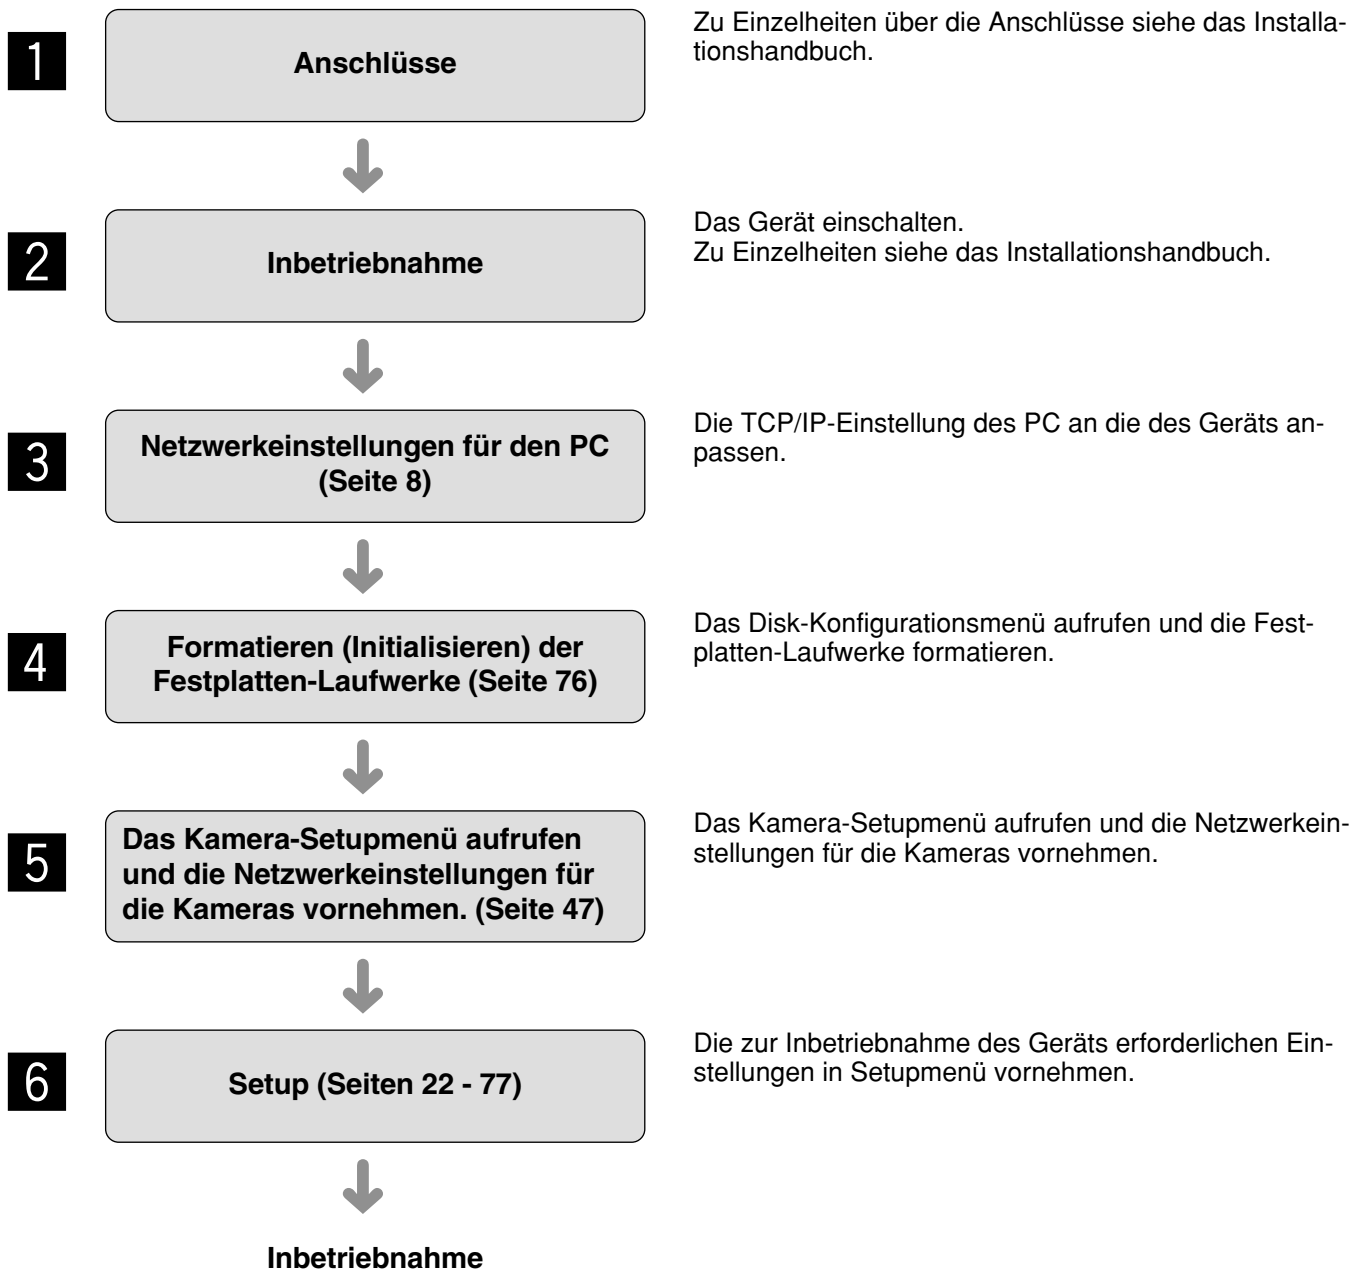 1
Anschlüsse
Zu Einzelheiten über die Anschlüsse siehe das Installa-
tionshandbuch.
2
Inbetriebnahme
Das Gerät einschalten.
Zu Einzelheiten siehe das Installationshandbuch.
3
Netzwerkeinstellungen für den PC
(Seite 8)
Die TCP/IP-Einstellung des PC an die des Geräts an-
passen.
4
Formatieren (Initialisieren) der
Festplatten-Laufwerke (Seite 76)
Das Disk-Konfigurationsmenü aufrufen und die Fest-
platten-Laufwerke formatieren.
5
Das Kamera-Setupmenü aufrufen
und die Netzwerkeinstellungen für
die Kameras vornehmen. (Seite 47)
Das Kamera-Setupmenü aufrufen und die Netzwerkein-
stellungen für die Kameras vornehmen.
6
Setup (Seiten 22 - 77)
Die zur Inbetriebnahme des Geräts erforderlichen Ein-
stellungen in Setupmenü vornehmen.
Inbetriebnahme